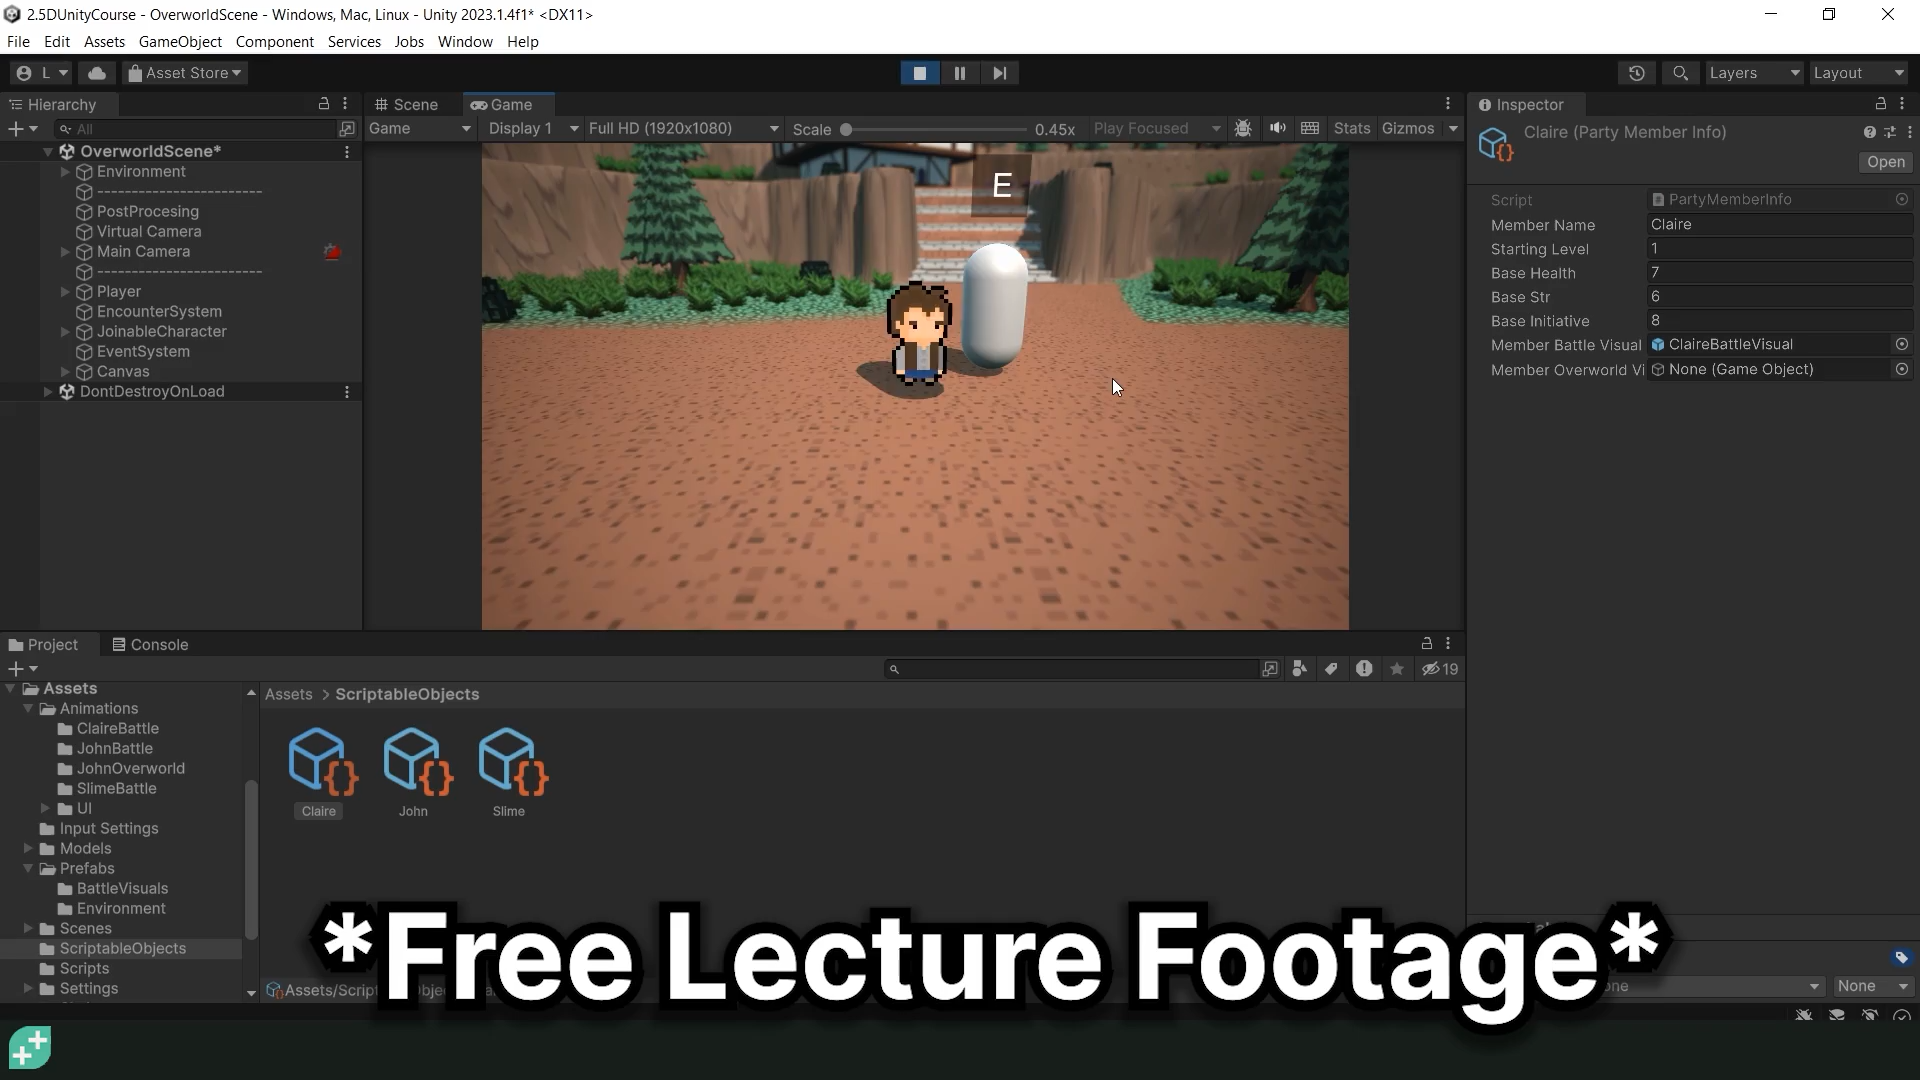 2.5DUnityCourse - OverworldScene - Windows, Mac, Linux - Unity 2023.1.4f1* <DX11>
File Edit Assets GameObject Component Services Jobs Window Help
L Asset Store Layers Layout
Hierarchy
All
OverworldScene*
Environment
------------------------
PostProcesing
Virtual Camera
Main Camera
------------------------
Player
EncounterSystem
JoinableCharacter
EventSystem
Canvas
DontDestroyOnLoad
Scene Game
Game Display 1 Full HD (1920x1080) Scale 0.45x Play Focused Stats Gizmos
E
Inspector
Claire (Party Member Info)
Open
Script PartyMemberInfo
Member Name Claire
Starting Level 1
Base Health 7
Base Str 6
Base Initiative 8
Member Battle Visual ClaireBattleVisual
Member Overworld Vi None (Game Object)
Project Console
19
Assets
Animations
ClaireBattle
JohnBattle
JohnOverworld
SlimeBattle
UI
Input Settings
Models
Prefabs
BattleVisuals
Environment
Scenes
ScriptableObjects
Scripts
Settings
Assets > ScriptableObjects
Claire John Slime
*Free Lecture Footage*
None